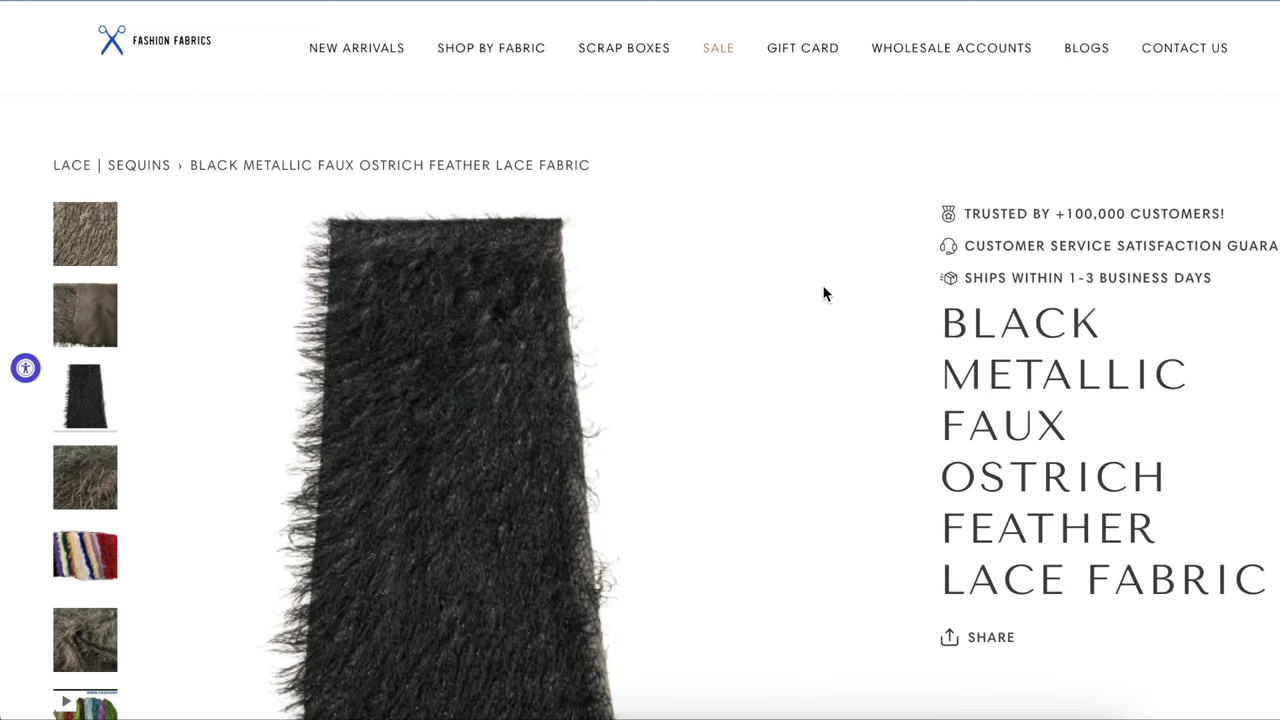 FASHION FABRICS
NEW ARRIVALS
SHOP BY FABRIC
SCRAP BOXES
SALE
GIFT CARD
WHOLESALE ACCOUNTS
BLOGS
CONTACT US
LACE | SEQUINS › BLACK METALLIC FAUX OSTRICH FEATHER LACE FABRIC
TRUSTED BY +100,000 CUSTOMERS!
CUSTOMER SERVICE SATISFACTION GUARA
SHIPS WITHIN 1-3 BUSINESS DAYS
BLACK
METALLIC
FAUX
OSTRICH
FEATHER
LACE FABRIC
SHARE